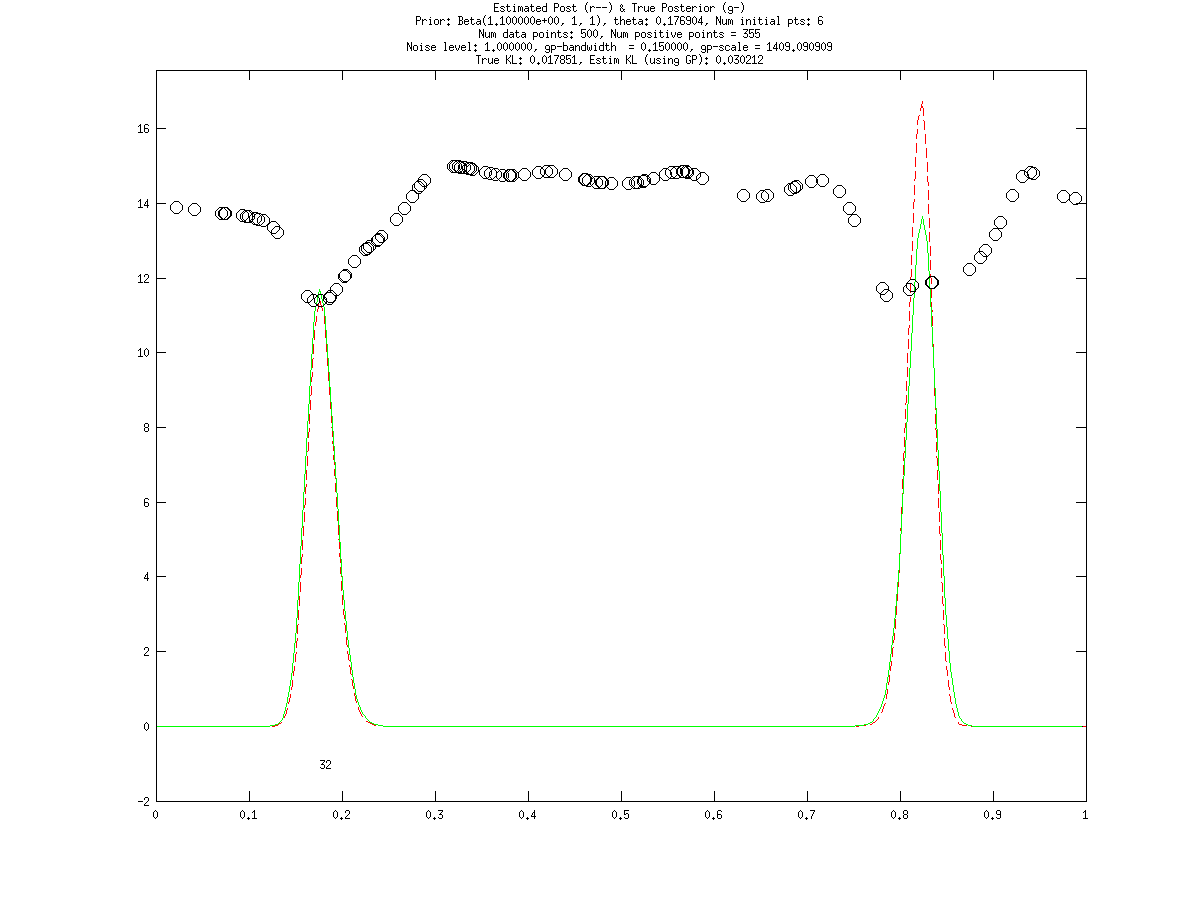 Estimated Post (r--) & True Posterior (g-)
Prior: Beta(1.100000e+00, 1, 1), theta: 0.176904, Num initial pts: 6
Num data points: 500, Num positive points = 355
Noise level: 1.000000, gp-bandwidth  = 0.150000, gp-scale = 1409.090909
True KL: 0.017851, Estim KL (using GP): 0.030212
16
14
12
10
8
6
4
2
0
32
-2
0 0.1 0.2 0.3 0.4 0.5 0.6 0.7 0.8 0.9 1